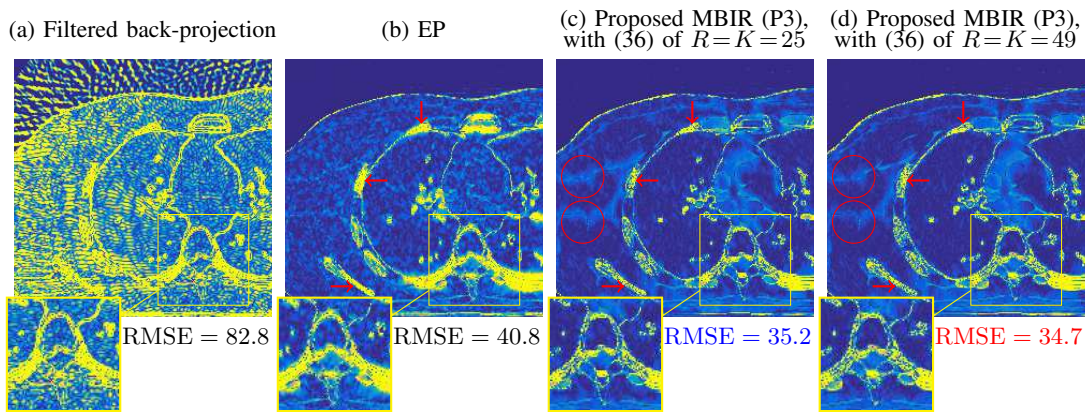 (a) Filtered back-projection
(b) EP
(c) Proposed MBIR (P3),
with (36) of R=K=25
(d) Proposed MBIR (P3),
with (36) of R=K=49
RMSE = 82.8
RMSE = 40.8
RMSE = 35.2
RMSE = 34.7